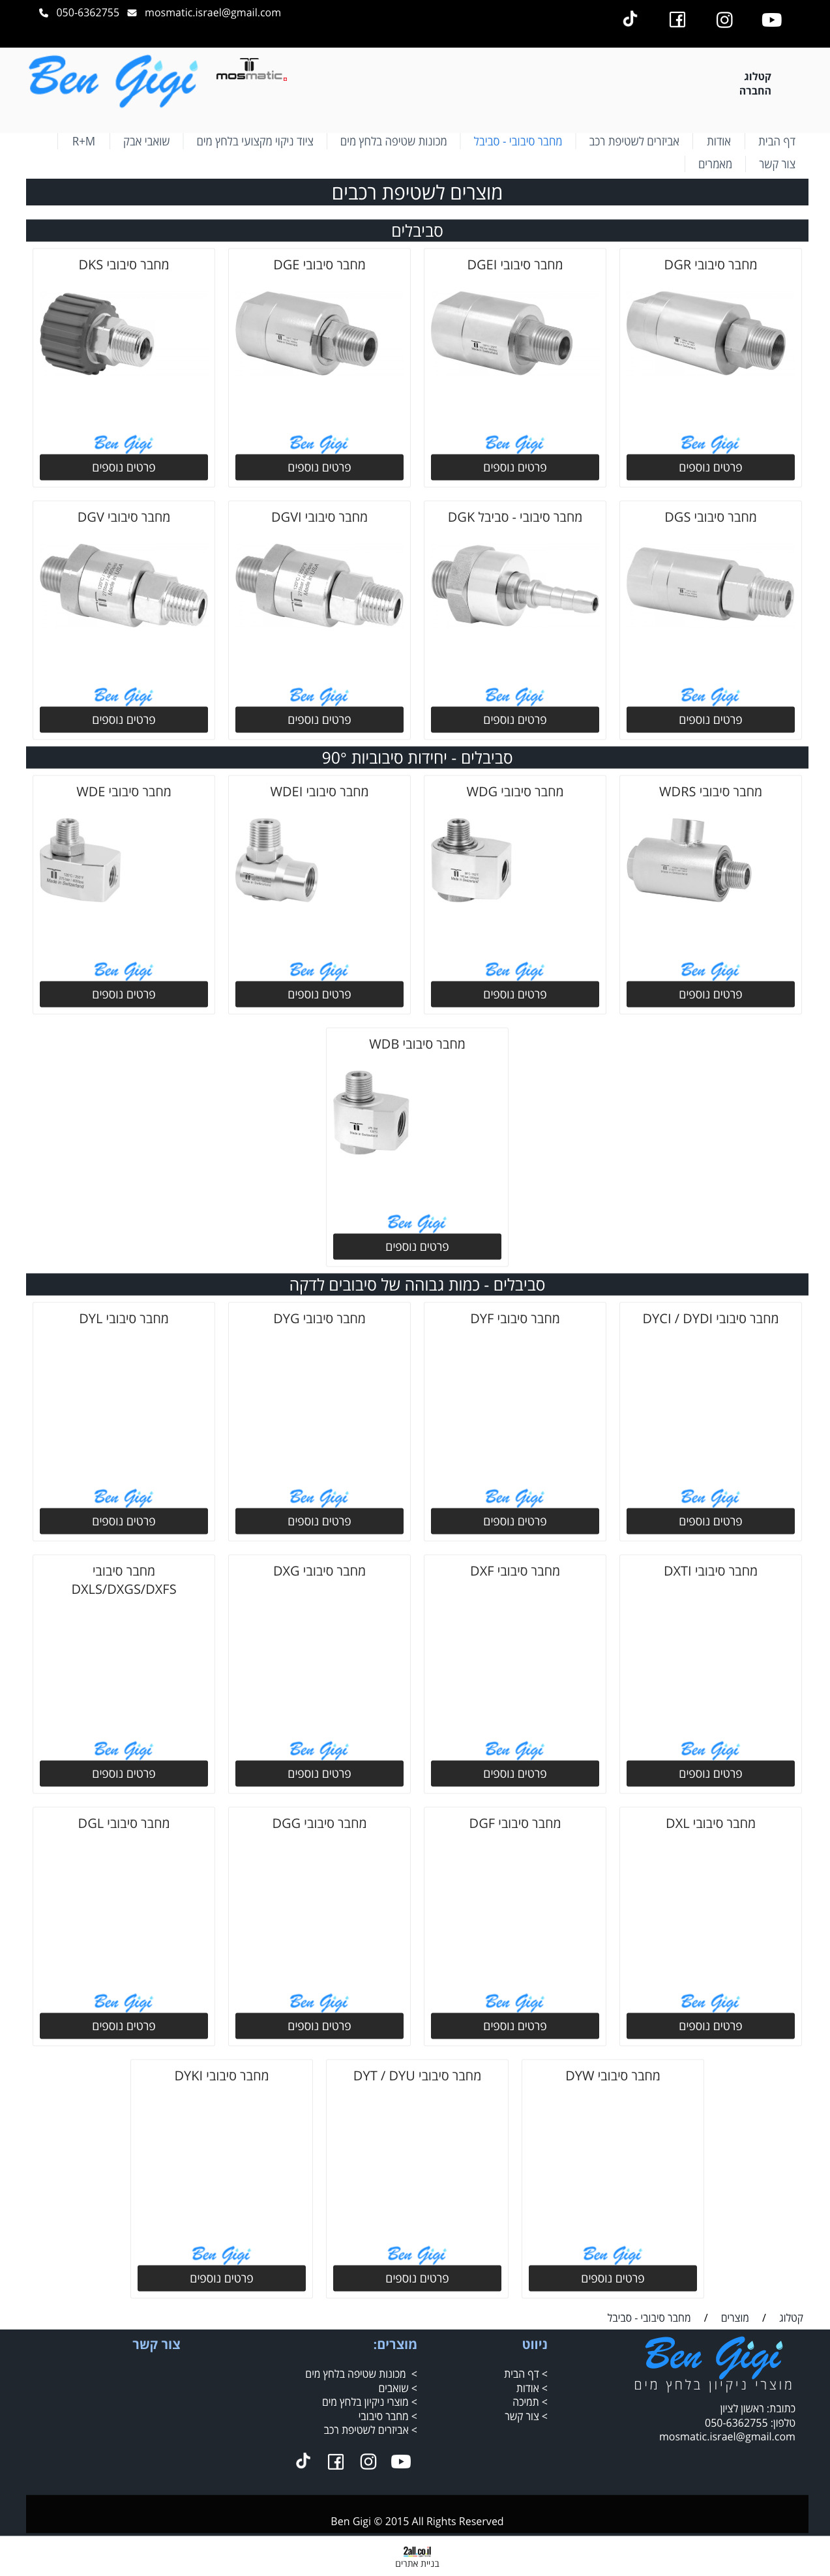 050-6362755 mosmatic.israel@gmail.com
Ben Gigi
mosmatic
קטלוג
החברה
דף הבית
אודות
אביזרים לשטיפת רכב
מחבר סיבובי - סביבל
מכונות שטיפה בלחץ מים
ציוד ניקוי מקצועי בלחץ מים
שואבי אבק
R+M
צור קשר
מאמרים
מוצרים לשטיפת רכבים
סביבלים
מחבר סיבובי DGR
מחבר סיבובי DGEI
מחבר סיבובי DGE
מחבר סיבובי DKS
Ben Gigi
Ben Gigi
Ben Gigi
Ben Gigi
פרטים נוספים
פרטים נוספים
פרטים נוספים
פרטים נוספים
מחבר סיבובי DGS
מחבר סיבובי - סביבל DGK
מחבר סיבובי DGVI
מחבר סיבובי DGV
Ben Gigi
Ben Gigi
Ben Gigi
Ben Gigi
פרטים נוספים
פרטים נוספים
פרטים נוספים
פרטים נוספים
סביבלים - יחידות סיבוביות 90°
מחבר סיבובי WDRS
מחבר סיבובי WDG
מחבר סיבובי WDEI
מחבר סיבובי WDE
Ben Gigi
Ben Gigi
Ben Gigi
Ben Gigi
פרטים נוספים
פרטים נוספים
פרטים נוספים
פרטים נוספים
מחבר סיבובי WDB
Ben Gigi
פרטים נוספים
סביבלים - כמות גבוהה של סיבובים לדקה
מחבר סיבובי DYCI / DYDI
מחבר סיבובי DYF
מחבר סיבובי DYG
מחבר סיבובי DYL
Ben Gigi
Ben Gigi
Ben Gigi
Ben Gigi
פרטים נוספים
פרטים נוספים
פרטים נוספים
פרטים נוספים
מחבר סיבובי DXTI
מחבר סיבובי DXF
מחבר סיבובי DXG
מחבר סיבובי
DXLS/DXGS/DXFS
Ben Gigi
Ben Gigi
Ben Gigi
Ben Gigi
פרטים נוספים
פרטים נוספים
פרטים נוספים
פרטים נוספים
מחבר סיבובי DXL
מחבר סיבובי DGF
מחבר סיבובי DGG
מחבר סיבובי DGL
Ben Gigi
Ben Gigi
Ben Gigi
Ben Gigi
פרטים נוספים
פרטים נוספים
פרטים נוספים
פרטים נוספים
מחבר סיבובי DYW
מחבר סיבובי DYT / DYU
מחבר סיבובי DYKI
Ben Gigi
Ben Gigi
Ben Gigi
פרטים נוספים
פרטים נוספים
פרטים נוספים
קטלוג / מוצרים / מחבר סיבובי - סביבל
Ben Gigi
מוצרי ניקיון בלחץ מים
כתובת: ראשון לציון
טלפון: 050-6362755
mosmatic.israel@gmail.com
ניווט
> דף הבית
> אודות
> תמיכה
> צור קשר
מוצרים:
> מכונות שטיפה בלחץ מים
> שואבים
> מוצרי ניקיון בלחץ מים
> מחבר סיבובי
> אביזרים לשטיפת רכב
צור קשר
Ben Gigi © 2015 All Rights Reserved
2all.co.il
בניית אתרים